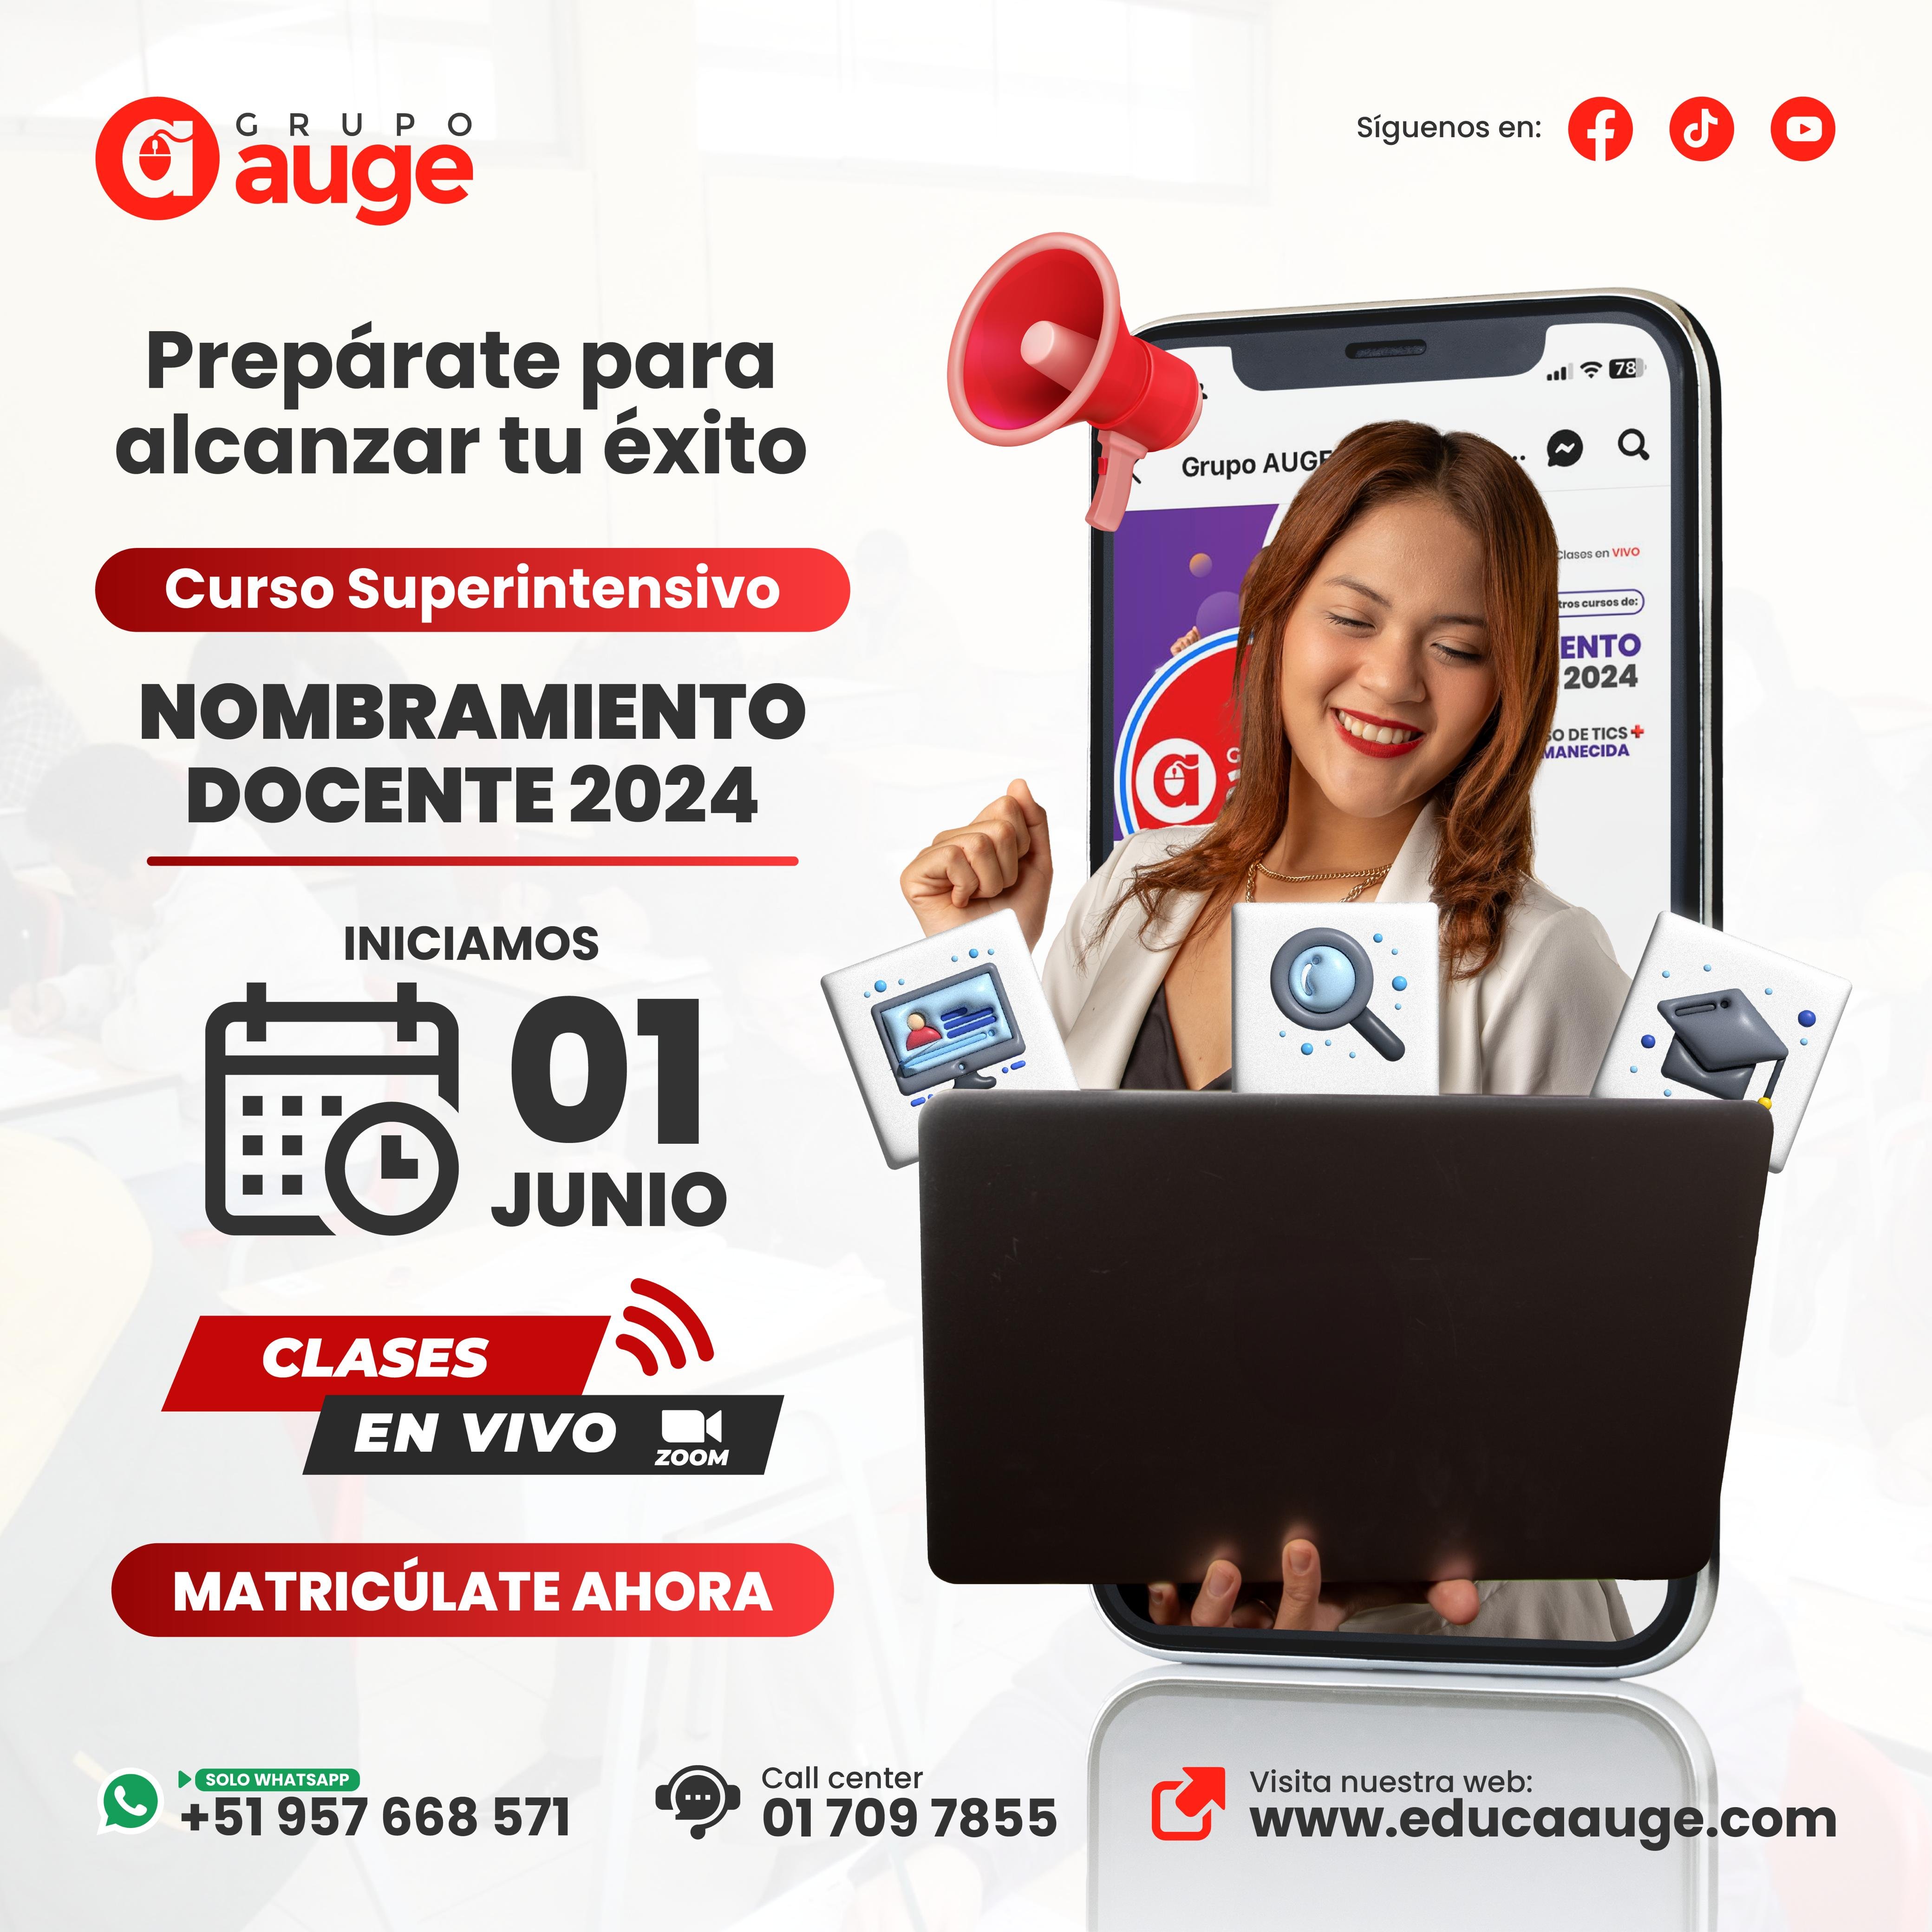 GRUPO
auge
Síguenos en:
Prepárate para
alcanzar tu éxito
Curso Superintensivo
NOMBRAMIENTO
DOCENTE 2024
INICIAMOS
01
JUNIO
CLASES
EN VIVO
ZOOM
MATRICÚLATE AHORA
78
Grupo AUGE
Clases en VIVO
cursos de:
2024
DE TICS+
SOLO WHATSAPP
+51 957 668 571
Call center
01 709 7855
Visita nuestra web:
www.educaauge.com